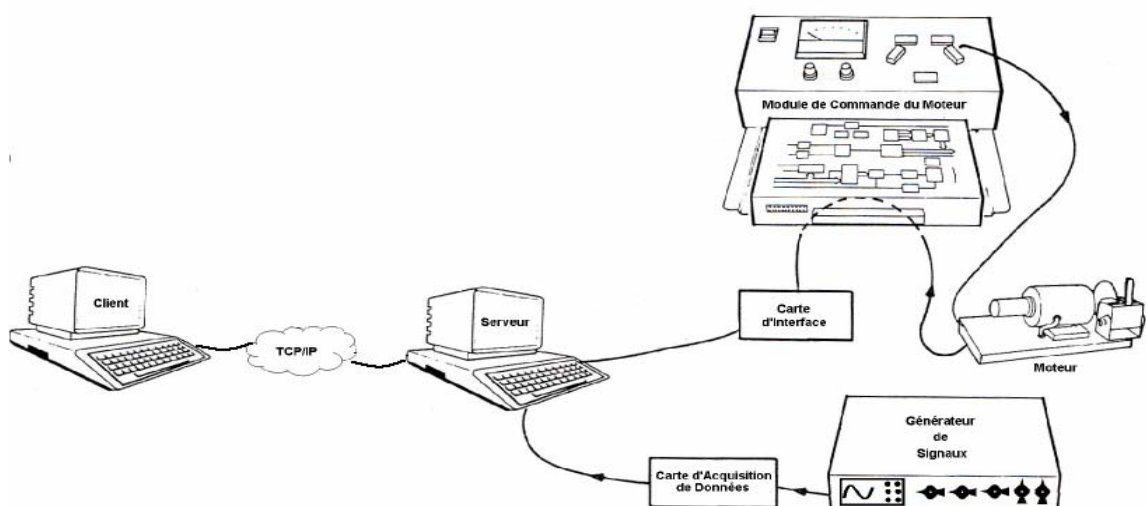 Module de Commande du Moteur
Client
TCP/IP
Serveur
Carte
d'Interface
Moteur
Générateur
de
Signaux
Carte d'Acquisition
de Données